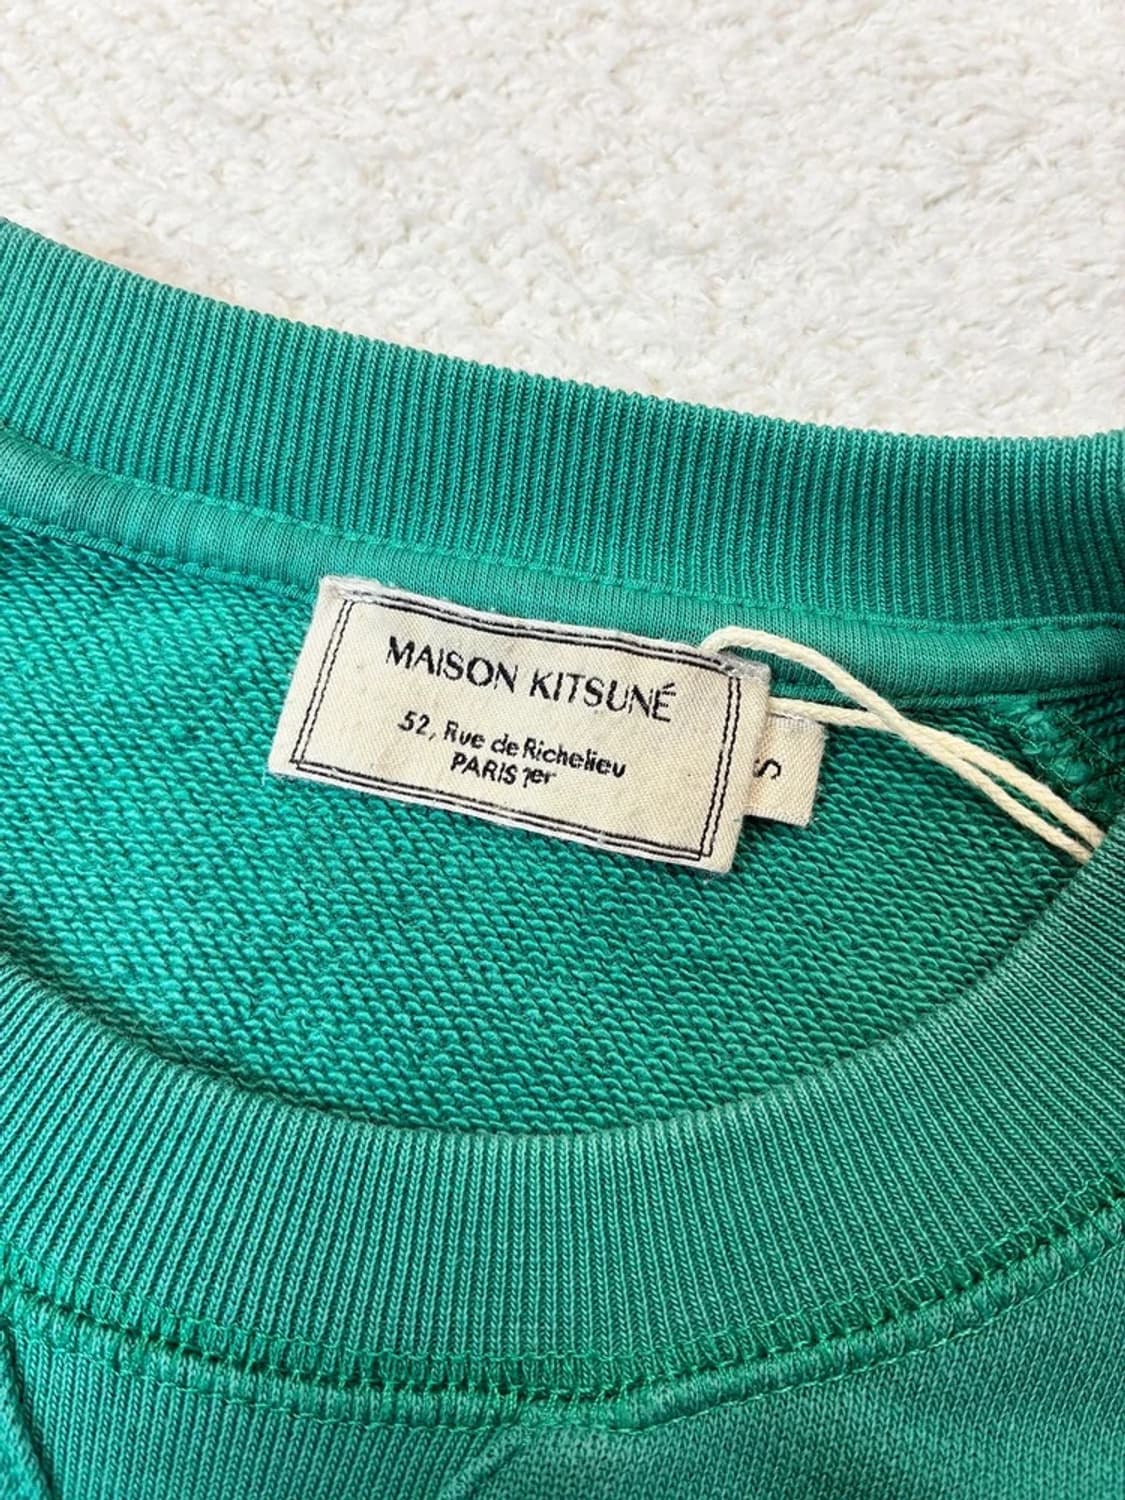 MAISON KITSUNÉ
52, Rue de Richelieu
PARIS 1er
S